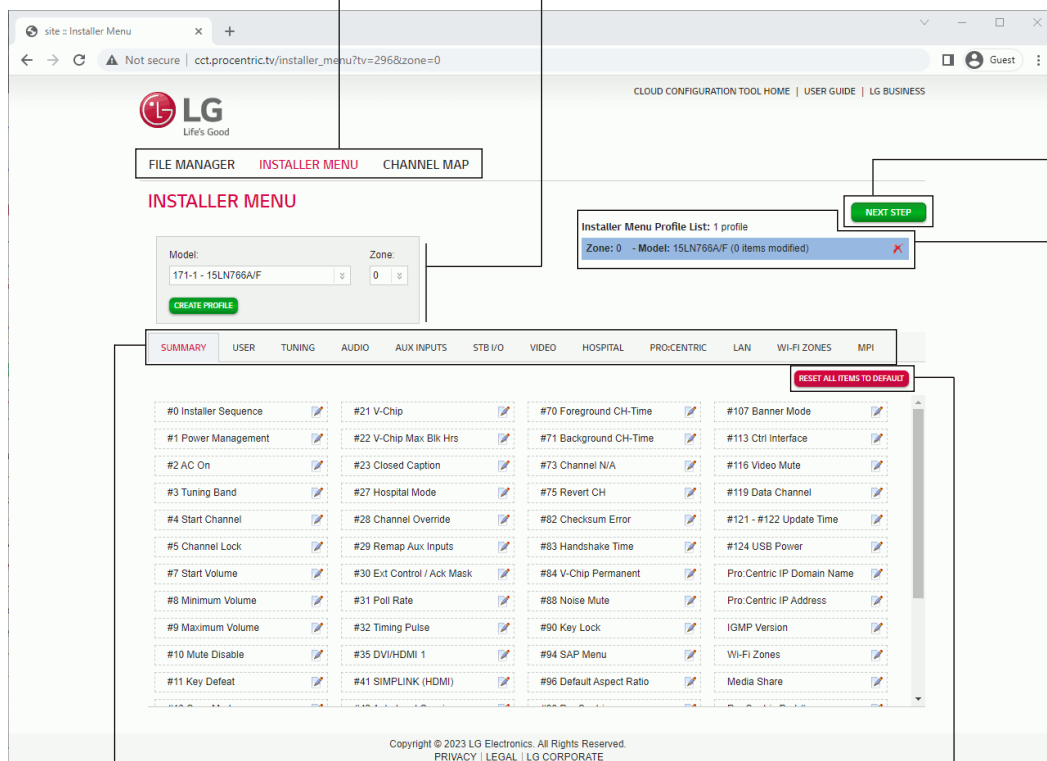 site :: Installer Menu
Not secure | cct.procentric.tv/installer_menu?tv=296&zone=0
Guest
CLOUD CONFIGURATION TOOL HOME | USER GUIDE | LG BUSINESS
LG
Life's Good
FILE MANAGER INSTALLER MENU CHANNEL MAP
INSTALLER MENU
NEXT STEP
Installer Menu Profile List: 1 profile
Zone: 0 - Model: 15LN766A/F (0 items modified)
Model: Zone:
171-1 - 15LN766A/F 0
CREATE PROFILE
SUMMARY USER TUNING AUDIO AUX INPUTS STB I/O VIDEO HOSPITAL PRO:CENTRIC LAN WI-FI ZONES MPI
RESET ALL ITEMS TO DEFAULT
#0 Installer Sequence #21 V-Chip #70 Foreground CH-Time #107 Banner Mode
#1 Power Management #22 V-Chip Max Blk Hrs #71 Background CH-Time #113 Ctrl Interface
#2 AC On #23 Closed Caption #73 Channel N/A #116 Video Mute
#3 Tuning Band #27 Hospital Mode #75 Revert CH #119 Data Channel
#4 Start Channel #28 Channel Override #82 Checksum Error #121 - #122 Update Time
#5 Channel Lock #29 Remap Aux Inputs #83 Handshake Time #124 USB Power
#7 Start Volume #30 Ext Control / Ack Mask #84 V-Chip Permanent Pro:Centric IP Domain Name
#8 Minimum Volume #31 Poll Rate #88 Noise Mute Pro:Centric IP Address
#9 Maximum Volume #32 Timing Pulse #90 Key Lock IGMP Version
#10 Mute Disable #35 DVI/HDMI 1 #94 SAP Menu Wi-Fi Zones
#11 Key Defeat #41 SIMPLINK (HDMI) #96 Default Aspect Ratio Media Share
Copyright © 2023 LG Electronics. All Rights Reserved.
PRIVACY | LEGAL | LG CORPORATE